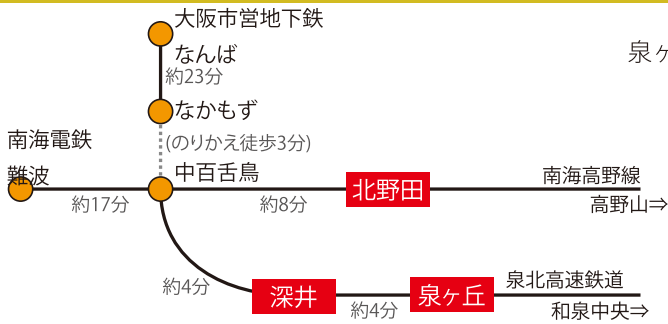 大阪市営地下鉄
なんば
泉ヶ
約23分
なかもず
南海電鉄
(のりかえ徒歩3分)
難波
中百舌鳥
北野田
南海高野線
約17分
約8分
高野山⇒
約4分
深井
泉ヶ丘
泉北高速鉄道
約4分
和泉中央⇒